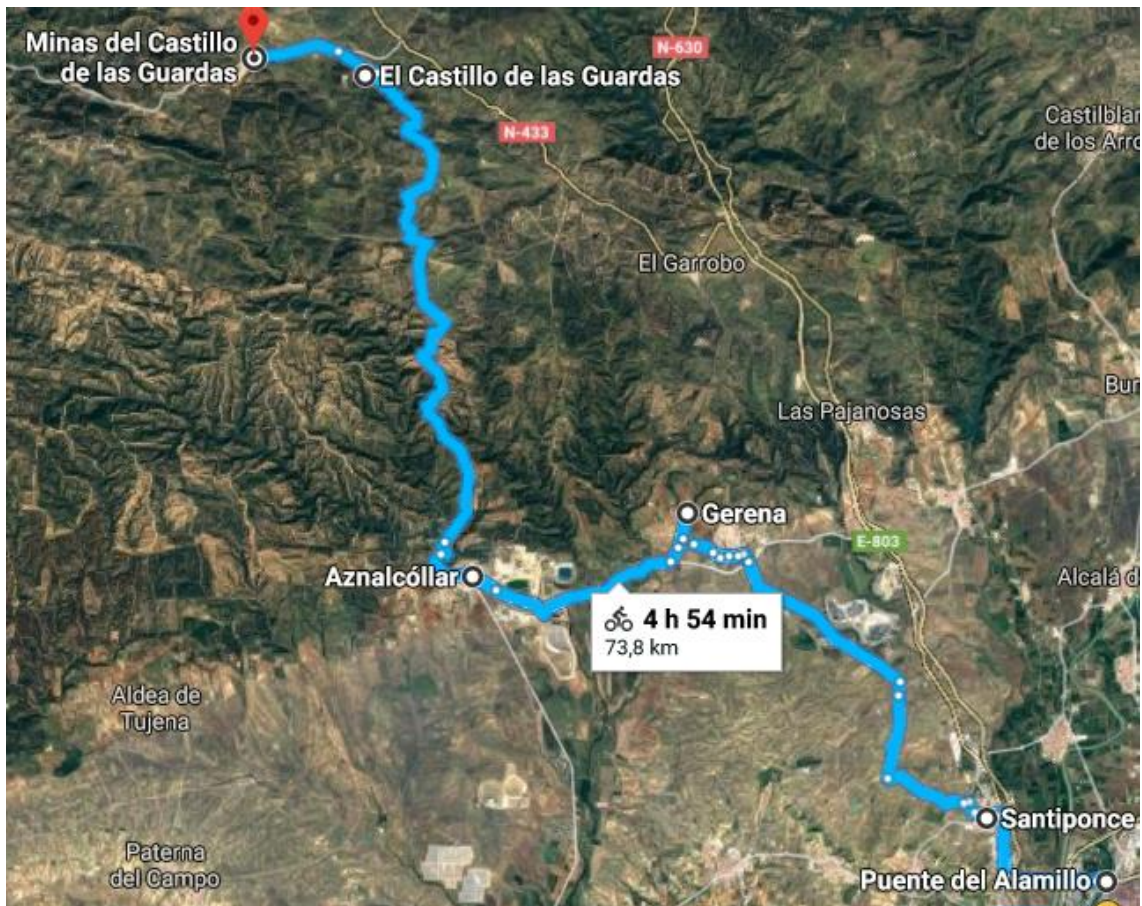 Minas del Castillo
de las Guardas
El Castillo de las Guardas
N-630
N-433
Castilblan
de los Arro
El Garrobo
Las Pajanosas
Bur
Gerena
E-803
Aznalcóllar
Alcalá d
4 h 54 min
73,8 km
Aldea de
Tujena
Santiponce
Paterna
del Campo
Puente del Alamillo